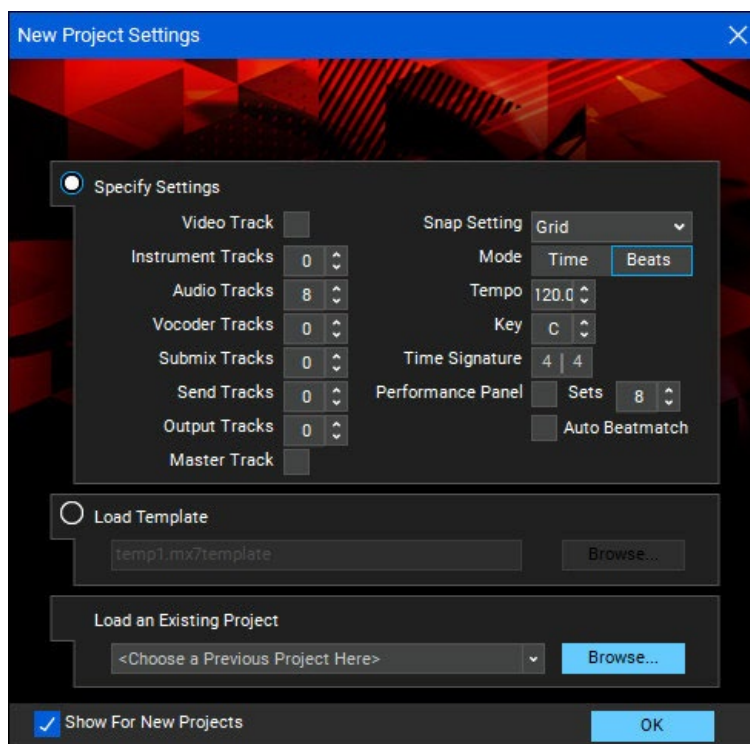 New Project Settings
Specify Settings
Video Track
Instrument Tracks 0
Audio Tracks 8
Vocoder Tracks 0
Submix Tracks 0
Send Tracks 0
Output Tracks 0
Master Track
Snap Setting Grid
Mode Time Beats
Tempo 120.0
Key C
Time Signature 4 | 4
Performance Panel Sets 8
Auto Beatmatch
Load Template
temp1.mx7template Browse...
Load an Existing Project
<Choose a Previous Project Here> Browse...
Show For New Projects OK